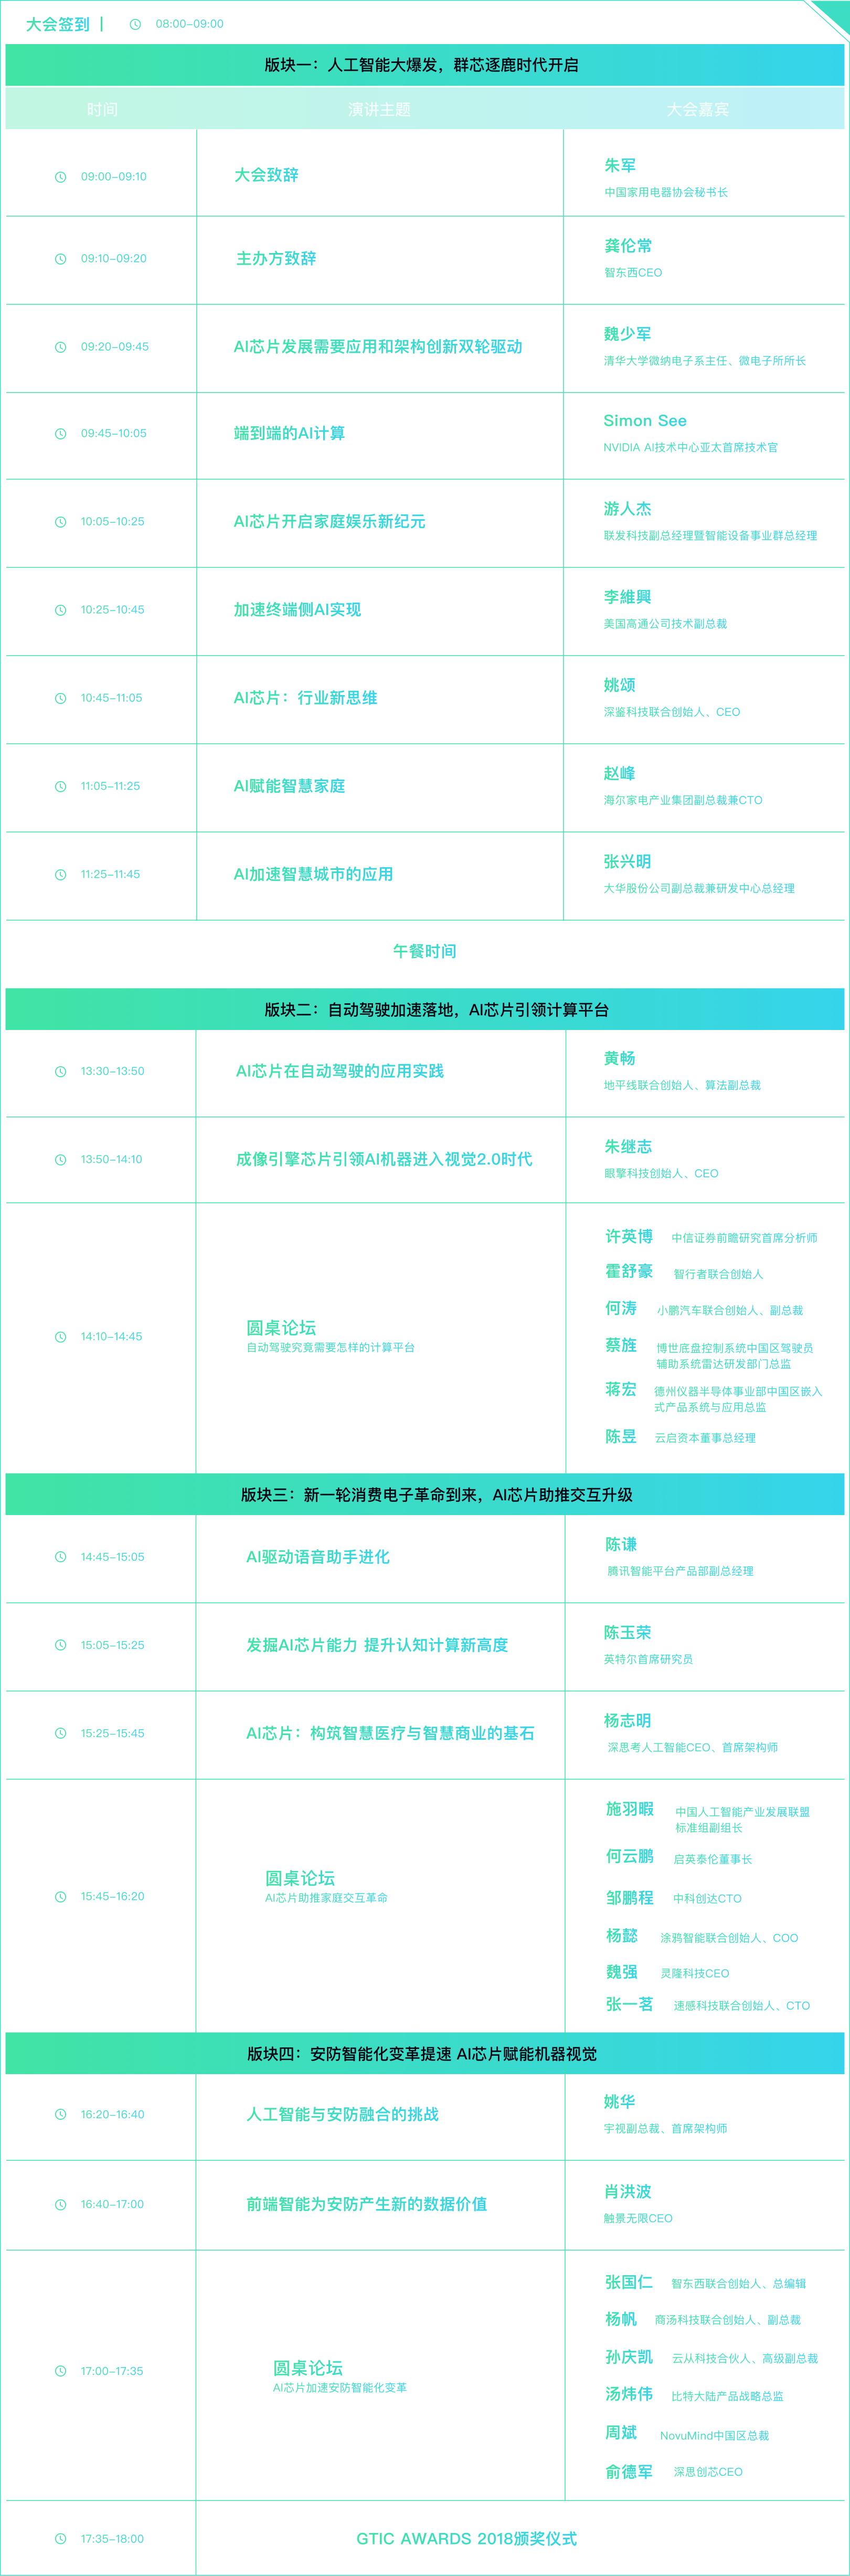 大会签到 | 08:00-09:00
版块一：人工智能大爆发，群芯逐鹿时代开启
时间 演讲主题 大会嘉宾
09:00-09:10 大会致辞 朱军
中国家用电器协会秘书长
09:10-09:20 主办方致辞 龚伦常
智东西CEO
09:20-09:45 AI芯片发展需要应用和架构创新双轮驱动 魏少军
清华大学微纳电子系主任、微电子所所长
09:45-10:05 端到端的AI计算 Simon See
NVIDIA AI技术中心亚太首席技术官
10:05-10:25 AI芯片开启家庭娱乐新纪元 游人杰
联发科技副总经理暨智能设备事业群总经理
10:25-10:45 加速终端侧AI实现 李維興
美国高通公司技术副总裁
10:45-11:05 AI芯片：行业新思维 姚颂
深鉴科技联合创始人、CEO
11:05-11:25 AI赋能智慧家庭 赵峰
海尔家电产业集团副总裁兼CTO
11:25-11:45 AI加速智慧城市的应用 张兴明
大华股份公司副总裁兼研发中心总经理
午餐时间
版块二：自动驾驶加速落地，AI芯片引领计算平台
13:30-13:50 AI芯片在自动驾驶的应用实践 黄畅
地平线联合创始人、算法副总裁
13:50-14:10 成像引擎芯片引领AI机器进入视觉2.0时代 朱继志
眼擎科技创始人、CEO
14:10-14:45 圆桌论坛
自动驾驶究竟需要怎样的计算平台
许英博 中信证券前瞻研究首席分析师
霍舒豪 智行者联合创始人
何涛 小鹏汽车联合创始人、副总裁
蔡旌 博世底盘控制系统中国区驾驶员
辅助系统雷达研发部门总监
蒋宏 德州仪器半导体事业部中国区嵌入
式产品系统与应用总监
陈昱 云启资本董事总经理
版块三：新一轮消费电子革命到来，AI芯片助推交互升级
14:45-15:05 AI驱动语音助手进化 陈谦
腾讯智能平台产品部副总经理
15:05-15:25 发掘AI芯片能力 提升认知计算新高度 陈玉荣
英特尔首席研究员
15:25-15:45 AI芯片：构筑智慧医疗与智慧商业的基石 杨志明
深思考人工智能CEO、首席架构师
15:45-16:20 圆桌论坛
AI芯片助推家庭交互革命
施羽暇 中国人工智能产业发展联盟
标准组副组长
何云鹏 启英泰伦董事长
邹鹏程 中科创达CTO
杨懿 涂鸦智能联合创始人、COO
魏强 灵隆科技CEO
张一茗 速感科技联合创始人、CTO
版块四：安防智能化变革提速 AI芯片赋能机器视觉
16:20-16:40 人工智能与安防融合的挑战 姚华
宇视副总裁、首席架构师
16:40-17:00 前端智能为安防产生新的数据价值 肖洪波
触景无限CEO
17:00-17:35 圆桌论坛
AI芯片加速安防智能化变革
张国仁 智东西联合创始人、总编辑
杨帆 商汤科技联合创始人、副总裁
孙庆凯 云从科技合伙人、高级副总裁
汤炜伟 比特大陆产品战略总监
周斌 NovuMind中国区总裁
俞德军 深思创芯CEO
17:35-18:00 GTIC AWARDS 2018颁奖仪式